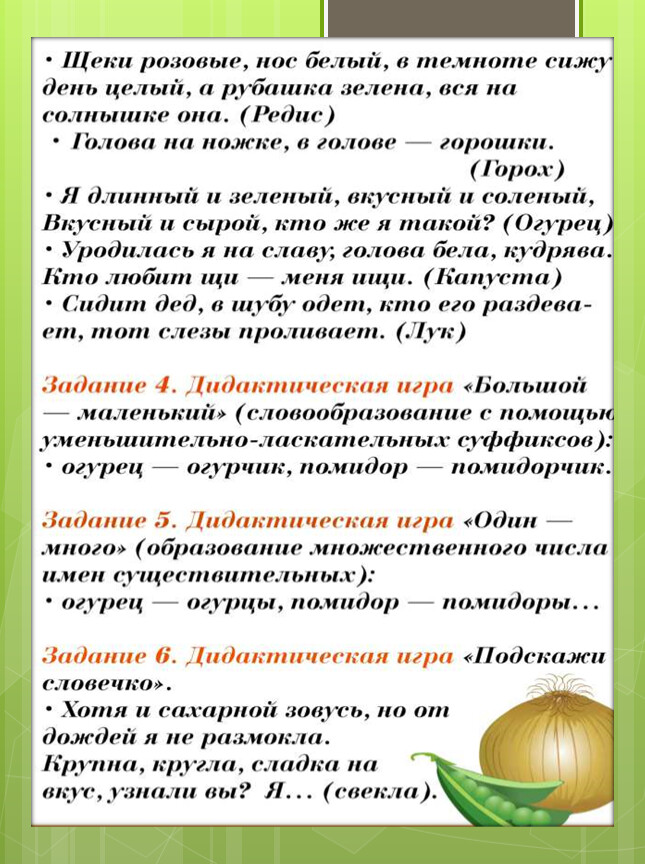 • Щеки розовые, нос белый, в темноте сижу
день целый, а рубашка зелена, вся на
солнышке она. (Редис)
• Голова на ножке, в голове — горошки.
(Горох)
• Я длинный и зеленый, вкусный и соленый,
Вкусный и сырой, кто же я такой? (Огурец)
• Уродилась я на славу, голова бела, кудрява.
Кто любит щи — меня ищи. (Капуста)
• Сидит дед, в шубу одет, кто его раздева-
ет, тот слезы проливает. (Лук)
Задание 4. Дидактическая игра «Большой
— маленький» (словообразование с помощью
уменьшительно-ласкательных суффиксов):
• огурец — огурчик, помидор — помидорчик.
Задание 5. Дидактическая игра «Один —
много» (образование множественного числа
имен существительных):
• огурец — огурцы, помидор — помидоры...
Задание 6. Дидактическая игра «Подскажи
словечко».
• Хотя и сахарной зовусь, но от
дождей я не размокла.
Крупна, кругла, сладка на
вкус, узнали вы? Я... (свекла).